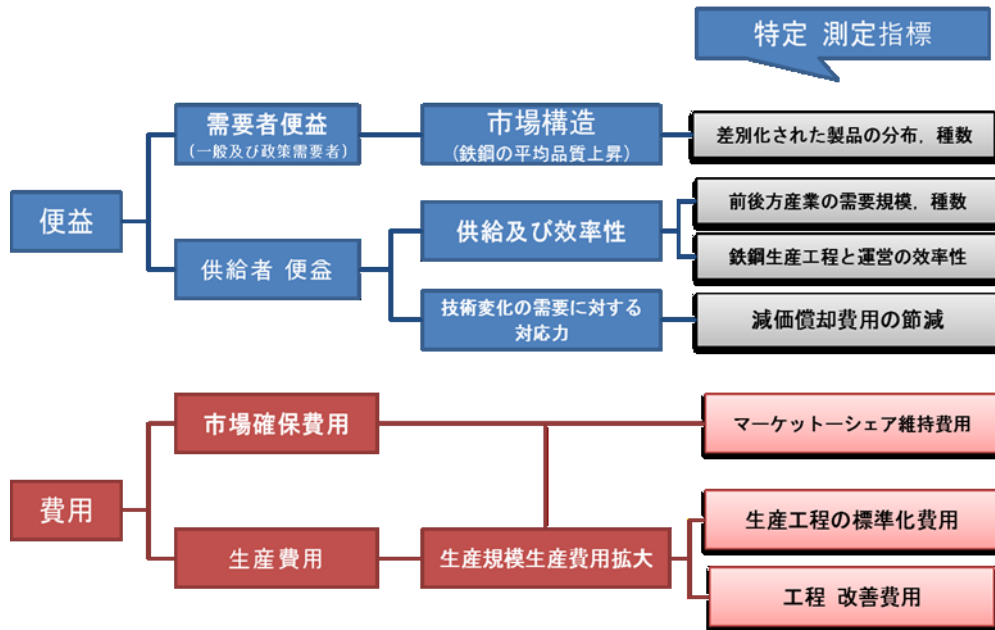 特定 測定指標
需要者便益
(一般及び政策需要者)
市場構造
(鉄鋼の平均品質上昇)
差別化された製品の分布, 種数
便益
供給者 便益
供給及び効率性
前後方産業の需要規模, 種数
鉄鋼生産工程と運営の効率性
技術変化の需要に対する
対応力
減価償却費用の節減
費用
市場確保費用
マーケットーシェア維持費用
生産費用
生産規模生産費用拡大
生産工程の標準化費用
工程 改善費用